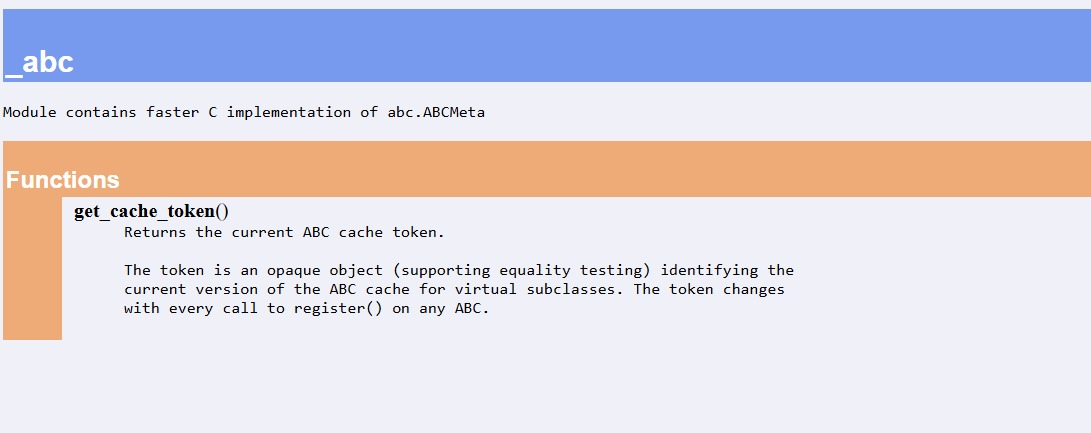 _abc
Module contains faster C implementation of abc.ABCMeta
Functions
get_cache_token()
Returns the current ABC cache token.
The token is an opaque object (supporting equality testing) identifying the
current version of the ABC cache for virtual subclasses. The token changes
with every call to register() on any ABC.